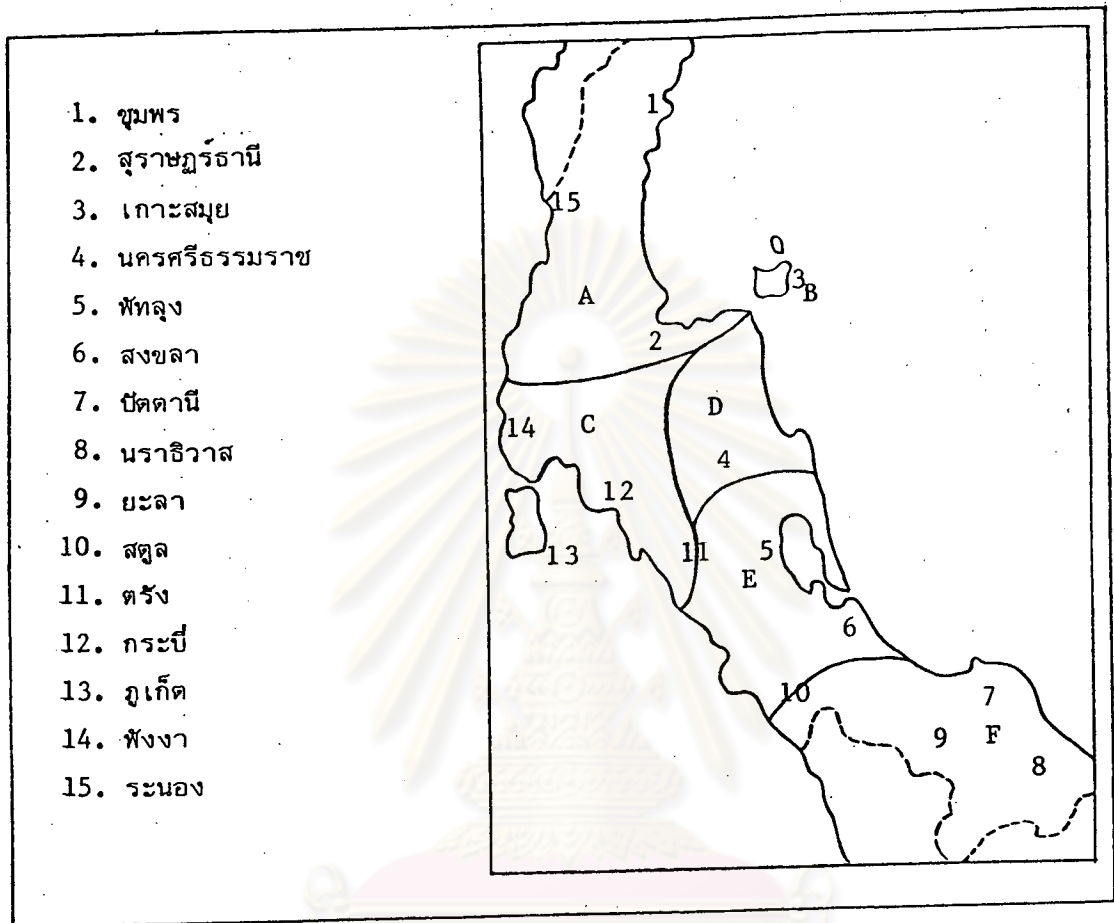 1. ชุมพร
2. สุราษฏร์ธานี
3. เกาะสมุย
4. นครศรีธรรมราช
5. พัทลุง
6. สงขลา
7. ปัตตานี
8. นราธิวาส
9. ยะลา
10. สตูล
11. ตรัง
12. กระบี่
13. ภูเก็ต
14. พังงา
15. ระนอง
1
15
3
B
A
2
D
14
C
4
12
13
11
5
E
6
10
7
9
F
8